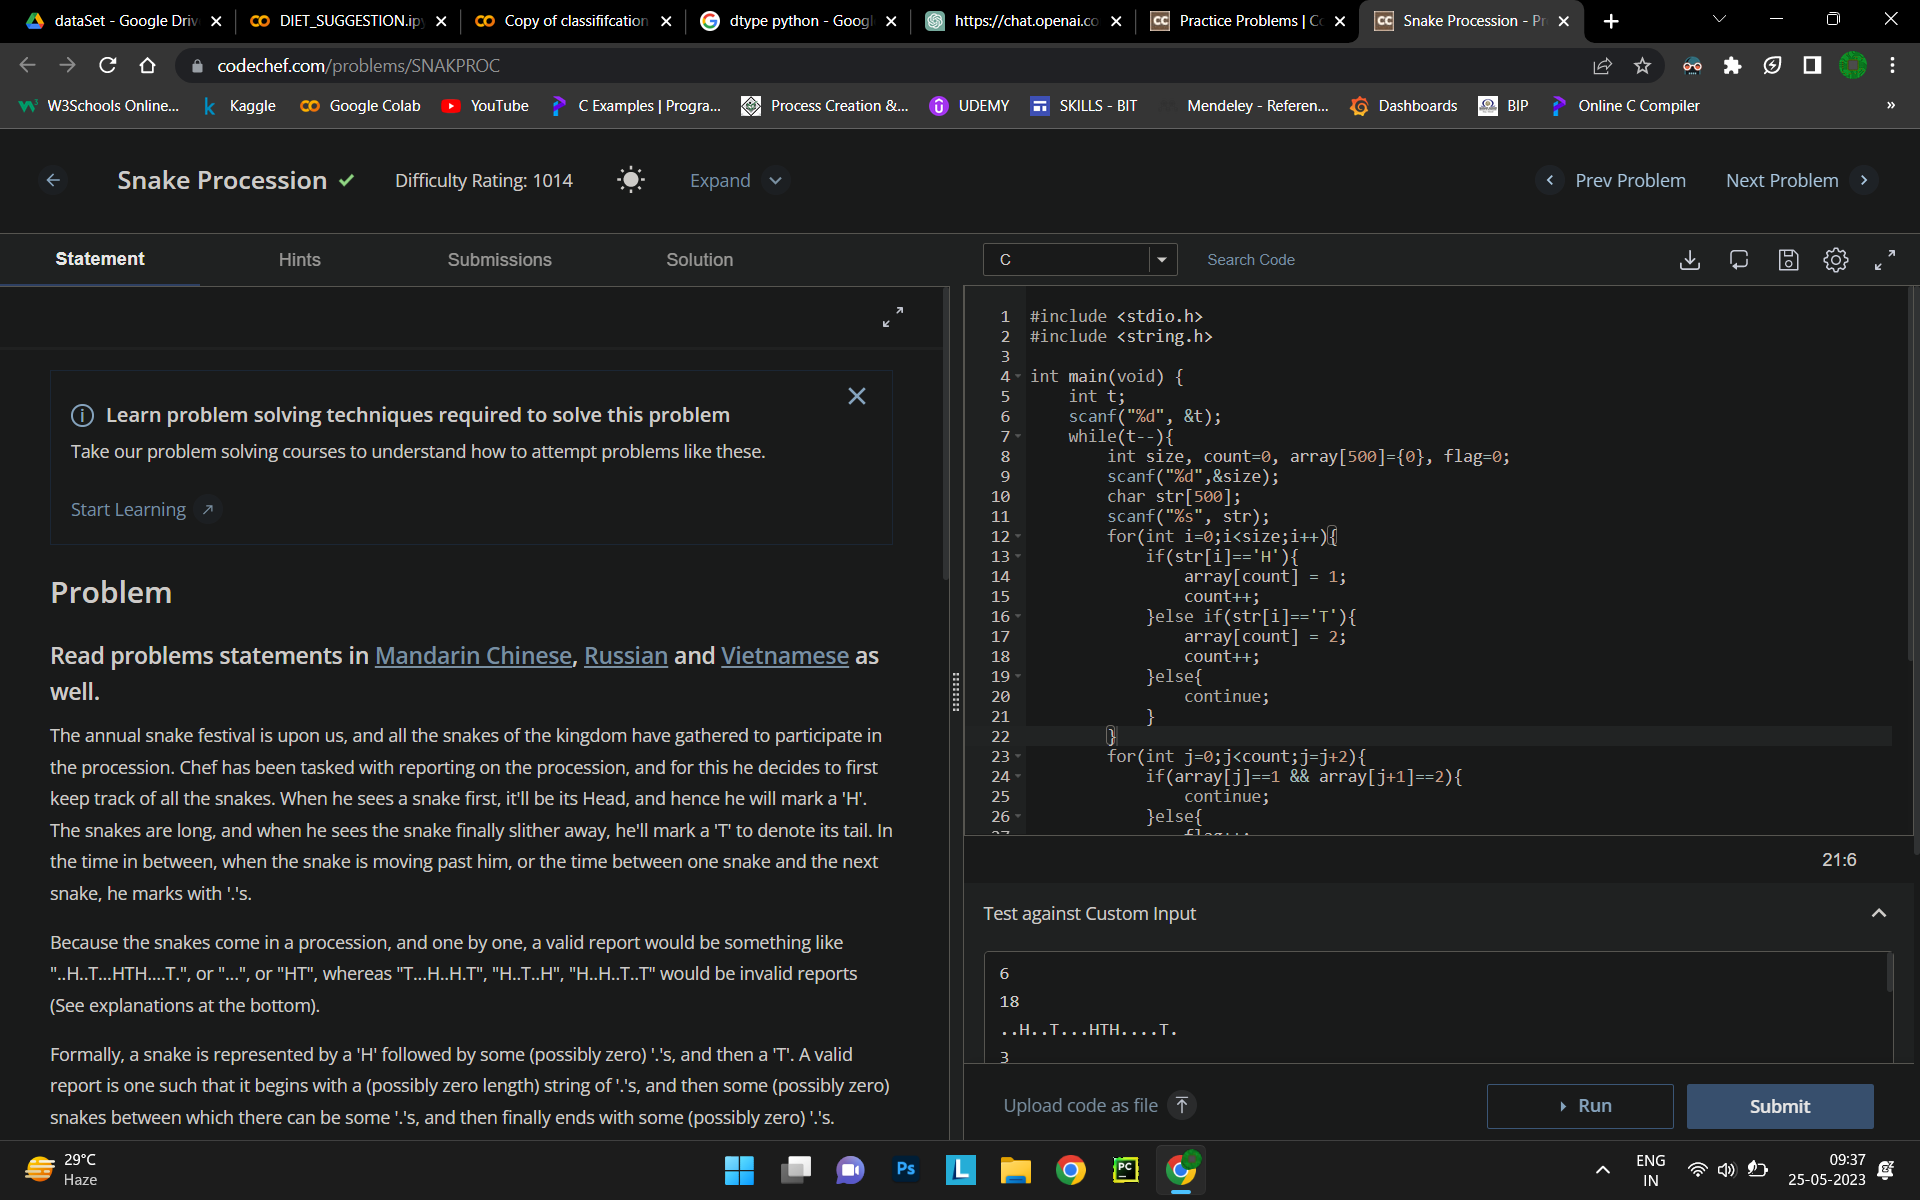 dataSet - Google Driv
DIET_SUGGESTION.ipy
Copy of classififcation
dtype python - Googl
https://chat.openai.co
Practice Problems | Co
Snake Procession - Pr
codechef.com/problems/SNAKPROC
W3Schools Online...
Kaggle
Google Colab
YouTube
C Examples | Progra...
Process Creation &...
UDEMY
SKILLS - BIT
Mendeley - Referen...
Dashboards
BIP
Online C Compiler
»
Snake Procession
Difficulty Rating: 1014
Expand
Prev Problem
Next Problem
Statement
Hints
Submissions
Solution
C
Search Code
Learn problem solving techniques required to solve this problem
Take our problem solving courses to understand how to attempt problems like these.
Start Learning
Problem
Read problems statements in Mandarin Chinese, Russian and Vietnamese as
well.
The annual snake festival is upon us, and all the snakes of the kingdom have gathered to participate in
the procession. Chef has been tasked with reporting on the procession, and for this he decides to first
keep track of all the snakes. When he sees a snake first, it'll be its Head, and hence he will mark a 'H'.
The snakes are long, and when he sees the snake finally slither away, he'll mark a 'T' to denote its tail. In
the time in between, when the snake is moving past him, or the time between one snake and the next
snake, he marks with '.'s.
Because the snakes come in a procession, and one by one, a valid report would be something like
"..H..T...HTH....T.", or "...", or "HT", whereas "T...H..H.T", "H..T..H", "H..H..T..T" would be invalid reports
(See explanations at the bottom).
Formally, a snake is represented by a 'H' followed by some (possibly zero) '.'s, and then a 'T'. A valid
report is one such that it begins with a (possibly zero length) string of '.'s, and then some (possibly zero)
snakes between which there can be some '.'s, and then finally ends with some (possibly zero) '.'s.
1 #include <stdio.h>
2 #include <string.h>
3
4 int main(void) {
5 int t;
6 scanf("%d", &t);
7 while(t--){
8 int size, count=0, array[500]={0}, flag=0;
9 scanf("%d",&size);
10 char str[500];
11 scanf("%s", str);
12 for(int i=0;i<size;i++){
13 if(str[i]=='H'){
14 array[count] = 1;
15 count++;
16 }else if(str[i]=='T'){
17 array[count] = 2;
18 count++;
19 }else{
20 continue;
21 }
22 }
23 for(int j=0;j<count;j=j+2){
24 if(array[j]==1 && array[j+1]==2){
25 continue;
26 }else{
21:6
Test against Custom Input
6
18
..H..T...HTH....T.
3
Upload code as file
Run
Submit
29°C
Haze
Ps
L
PC
ENG
IN
09:37
25-05-2023